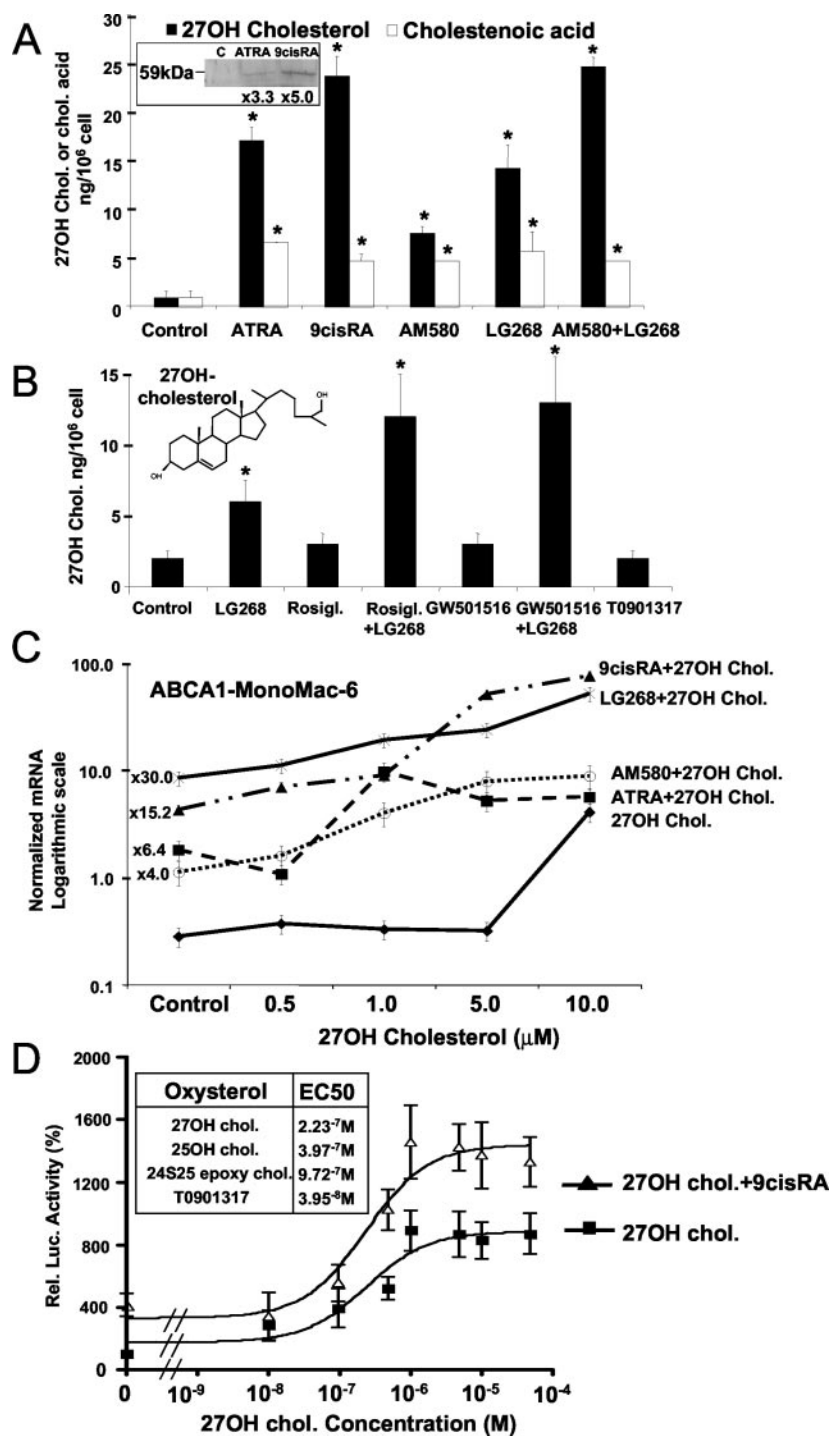 A
27OH Cholesterol Cholestenoic acid
30
25
20
15
10
5
0
27OH Chol. or chol. acid
ng/10⁶ cell
C ATRA 9cisRA
59kDa
x3.3 x5.0
* * * * * * * * * *
Control ATRA 9cisRA AM580 LG268 AM580+LG268
B
15
10
5
0
27OH Chol. ng/10⁶ cell
27OH-
cholesterol
OH
HO
* * *
Control LG268 Rosigl. Rosigl. GW501516 GW501516 T0901317
+LG268 +LG268
C
100.0
10.0
1.0
0.1
Normalized mRNA
Logarithmic scale
ABCA1-MonoMac-6
x30.0
x15.2
x6.4
x4.0
9cisRA+27OH Chol.
LG268+27OH Chol.
AM580+27OH Chol.
ATRA+27OH Chol.
27OH Chol.
Control 0.5 1.0 5.0 10.0
27OH Cholesterol (μM)
D
2000
1600
1200
800
400
0
Rel. Luc. Activity (%)
Oxysterol EC50
27OH chol. 2.23⁻⁷M
25OH chol. 3.97⁻⁷M
24S25 epoxy chol. 9.72⁻⁷M
T0901317 3.95⁻⁸M
27OH chol.+9cisRA
27OH chol.
0 10⁻⁹ 10⁻⁸ 10⁻⁷ 10⁻⁶ 10⁻⁵ 10⁻⁴
27OH chol. Concentration (M)